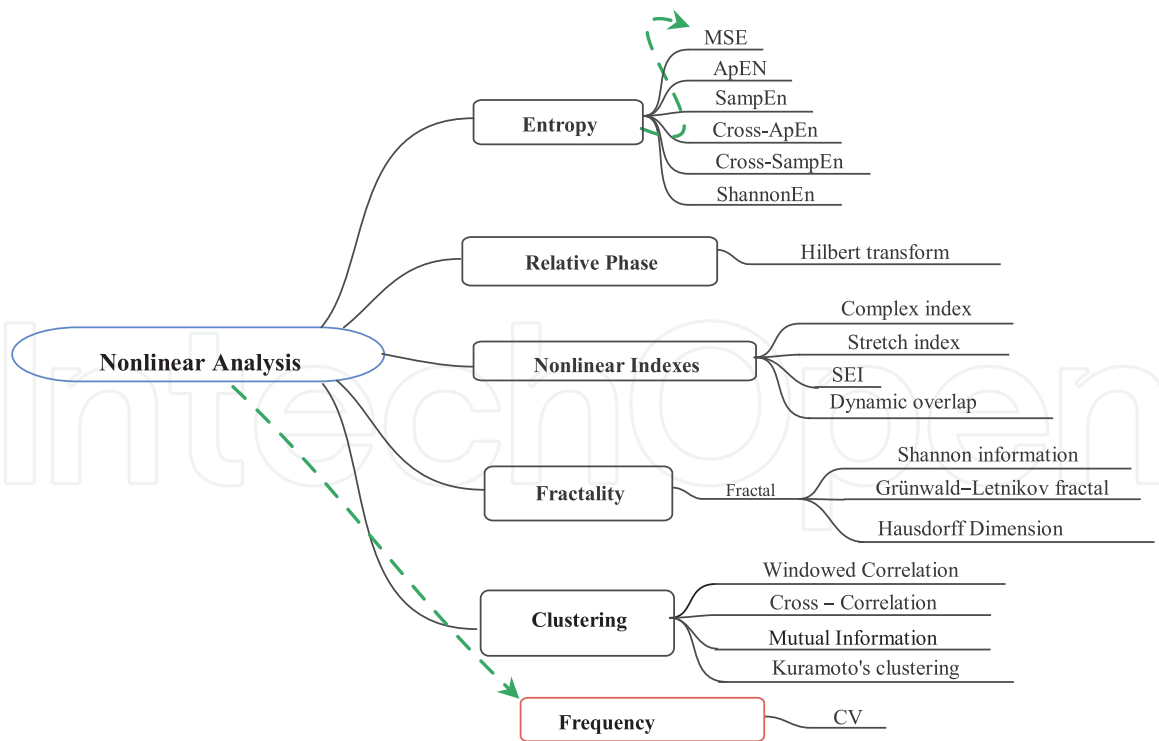 MSE
ApEN
SampEn
Entropy
Cross-ApEn
Cross-SampEn
ShannonEn
Relative Phase
Hilbert transform
Complex index
Stretch index
Nonlinear Analysis
Nonlinear Indexes
SEI
Dynamic overlap
Shannon information
Fractality
Fractal
Grünwald–Letnikov fractal
Hausdorff Dimension
Windowed Correlation
Cross – Correlation
Clustering
Mutual Information
Kuramoto's clustering
Frequency
CV
IntechOpen